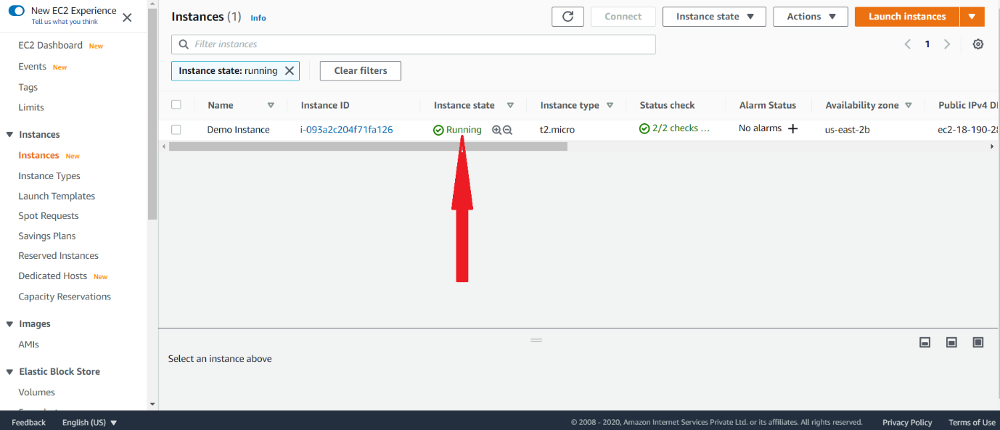 New EC2 Experience
Tell us what you think
EC2 Dashboard New
Events New
Tags
Limits
Instances
Instances New
Instance Types
Launch Templates
Spot Requests
Savings Plans
Reserved Instances
Dedicated Hosts New
Capacity Reservations
Images
AMIs
Elastic Block Store
Volumes
Instances (1) Info
Connect
Instance state
Actions
Launch instances
Filter instances
1
Instance state: running
Clear filters
Name Instance ID Instance state Instance type Status check Alarm Status Availability zone Public IPv4
Demo Instance i-093a2c204f71fa126 Running t2.micro 2/2 checks ... No alarms us-east-2b ec2-18-190-28
Select an instance above
Feedback English (US) © 2008 - 2020, Amazon Internet Services Private Ltd. or its affiliates. All rights reserved. Privacy Policy Terms of Use